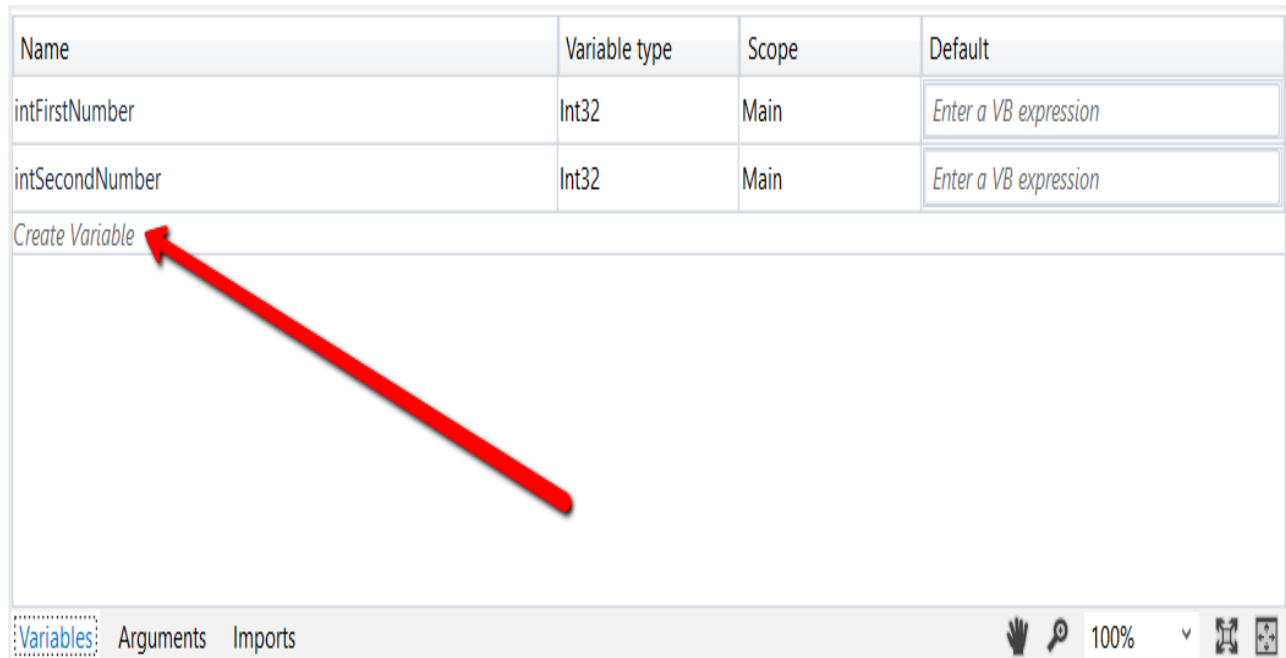 Name Variable type Scope Default
intFirstNumber Int32 Main Enter a VB expression
intSecondNumber Int32 Main Enter a VB expression
Create Variable
Variables Arguments Imports 100%